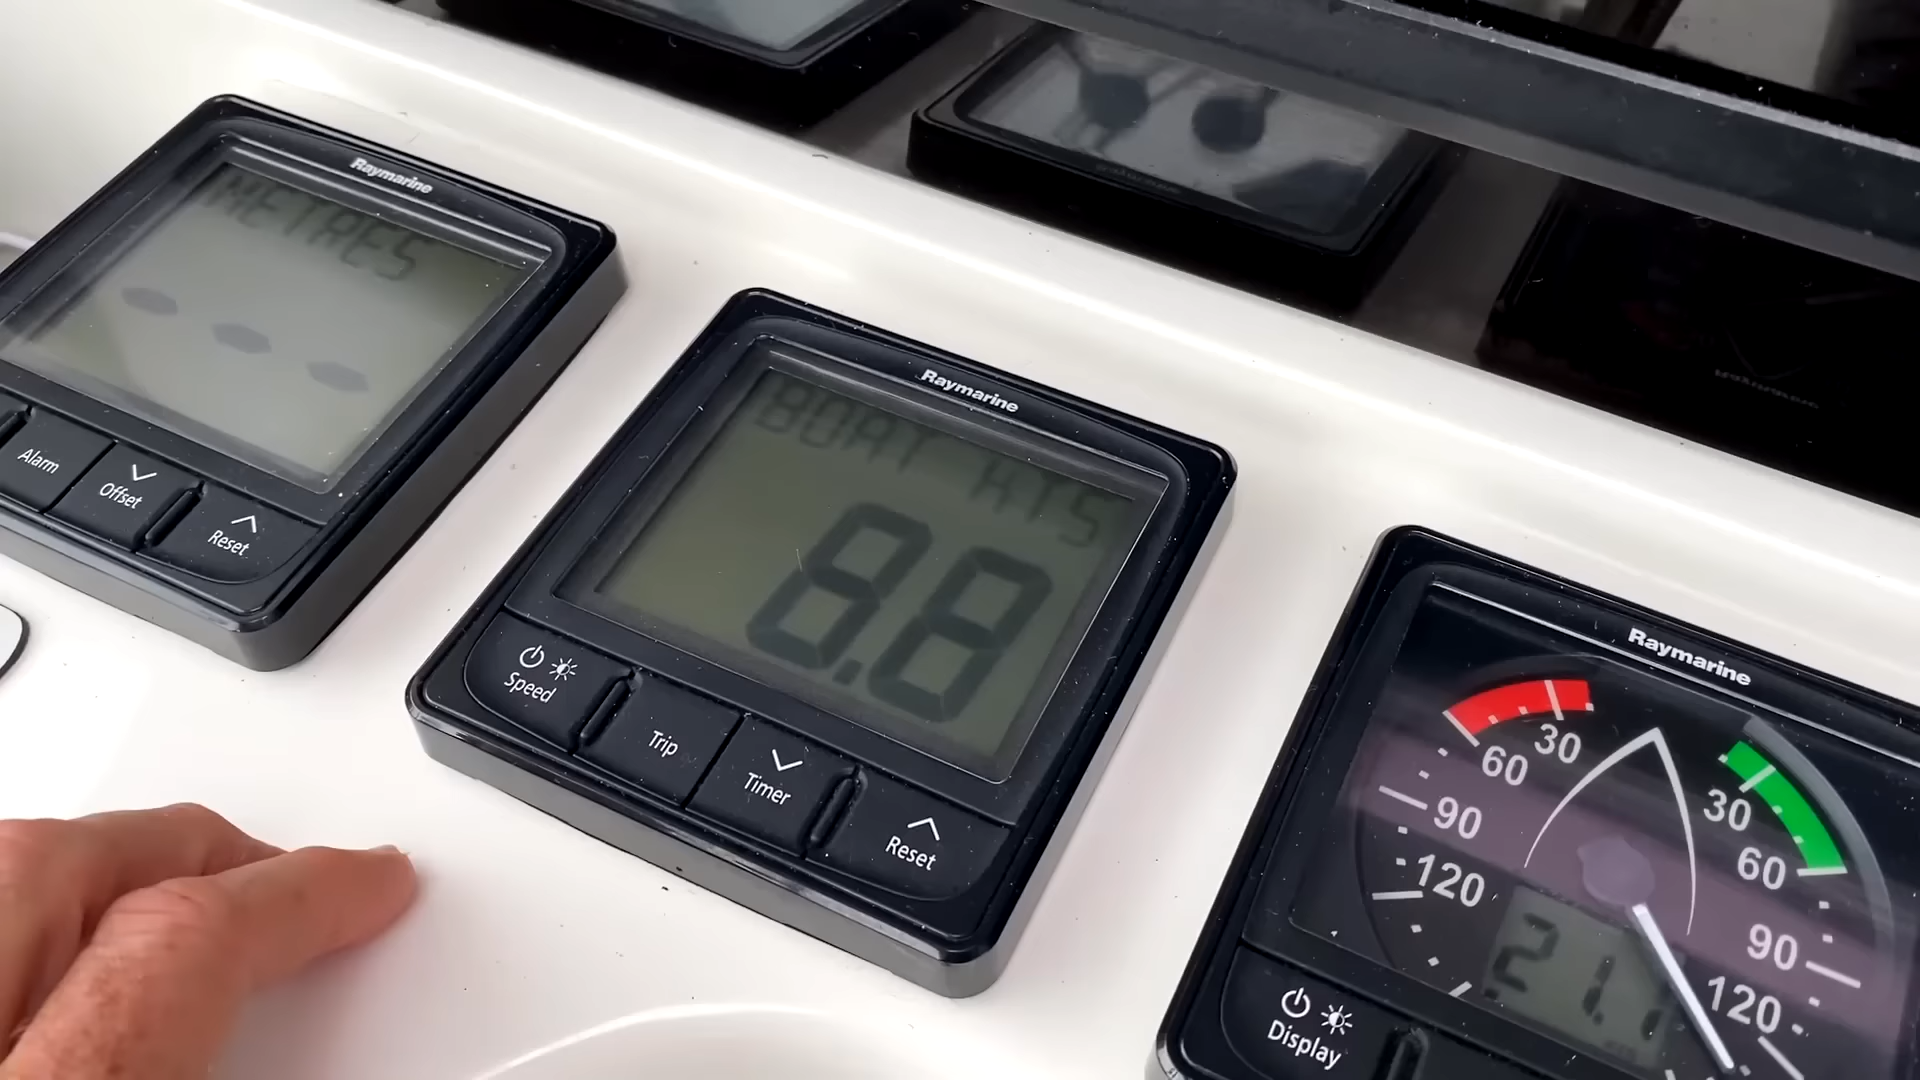 Raymarine
METRES
- - -
Alarm
Offset
Reset
Raymarine
BOAT KTS
8.8
Speed
Trip
Timer
Reset
Raymarine
30
60
90
120
30
60
90
120
21.
Display